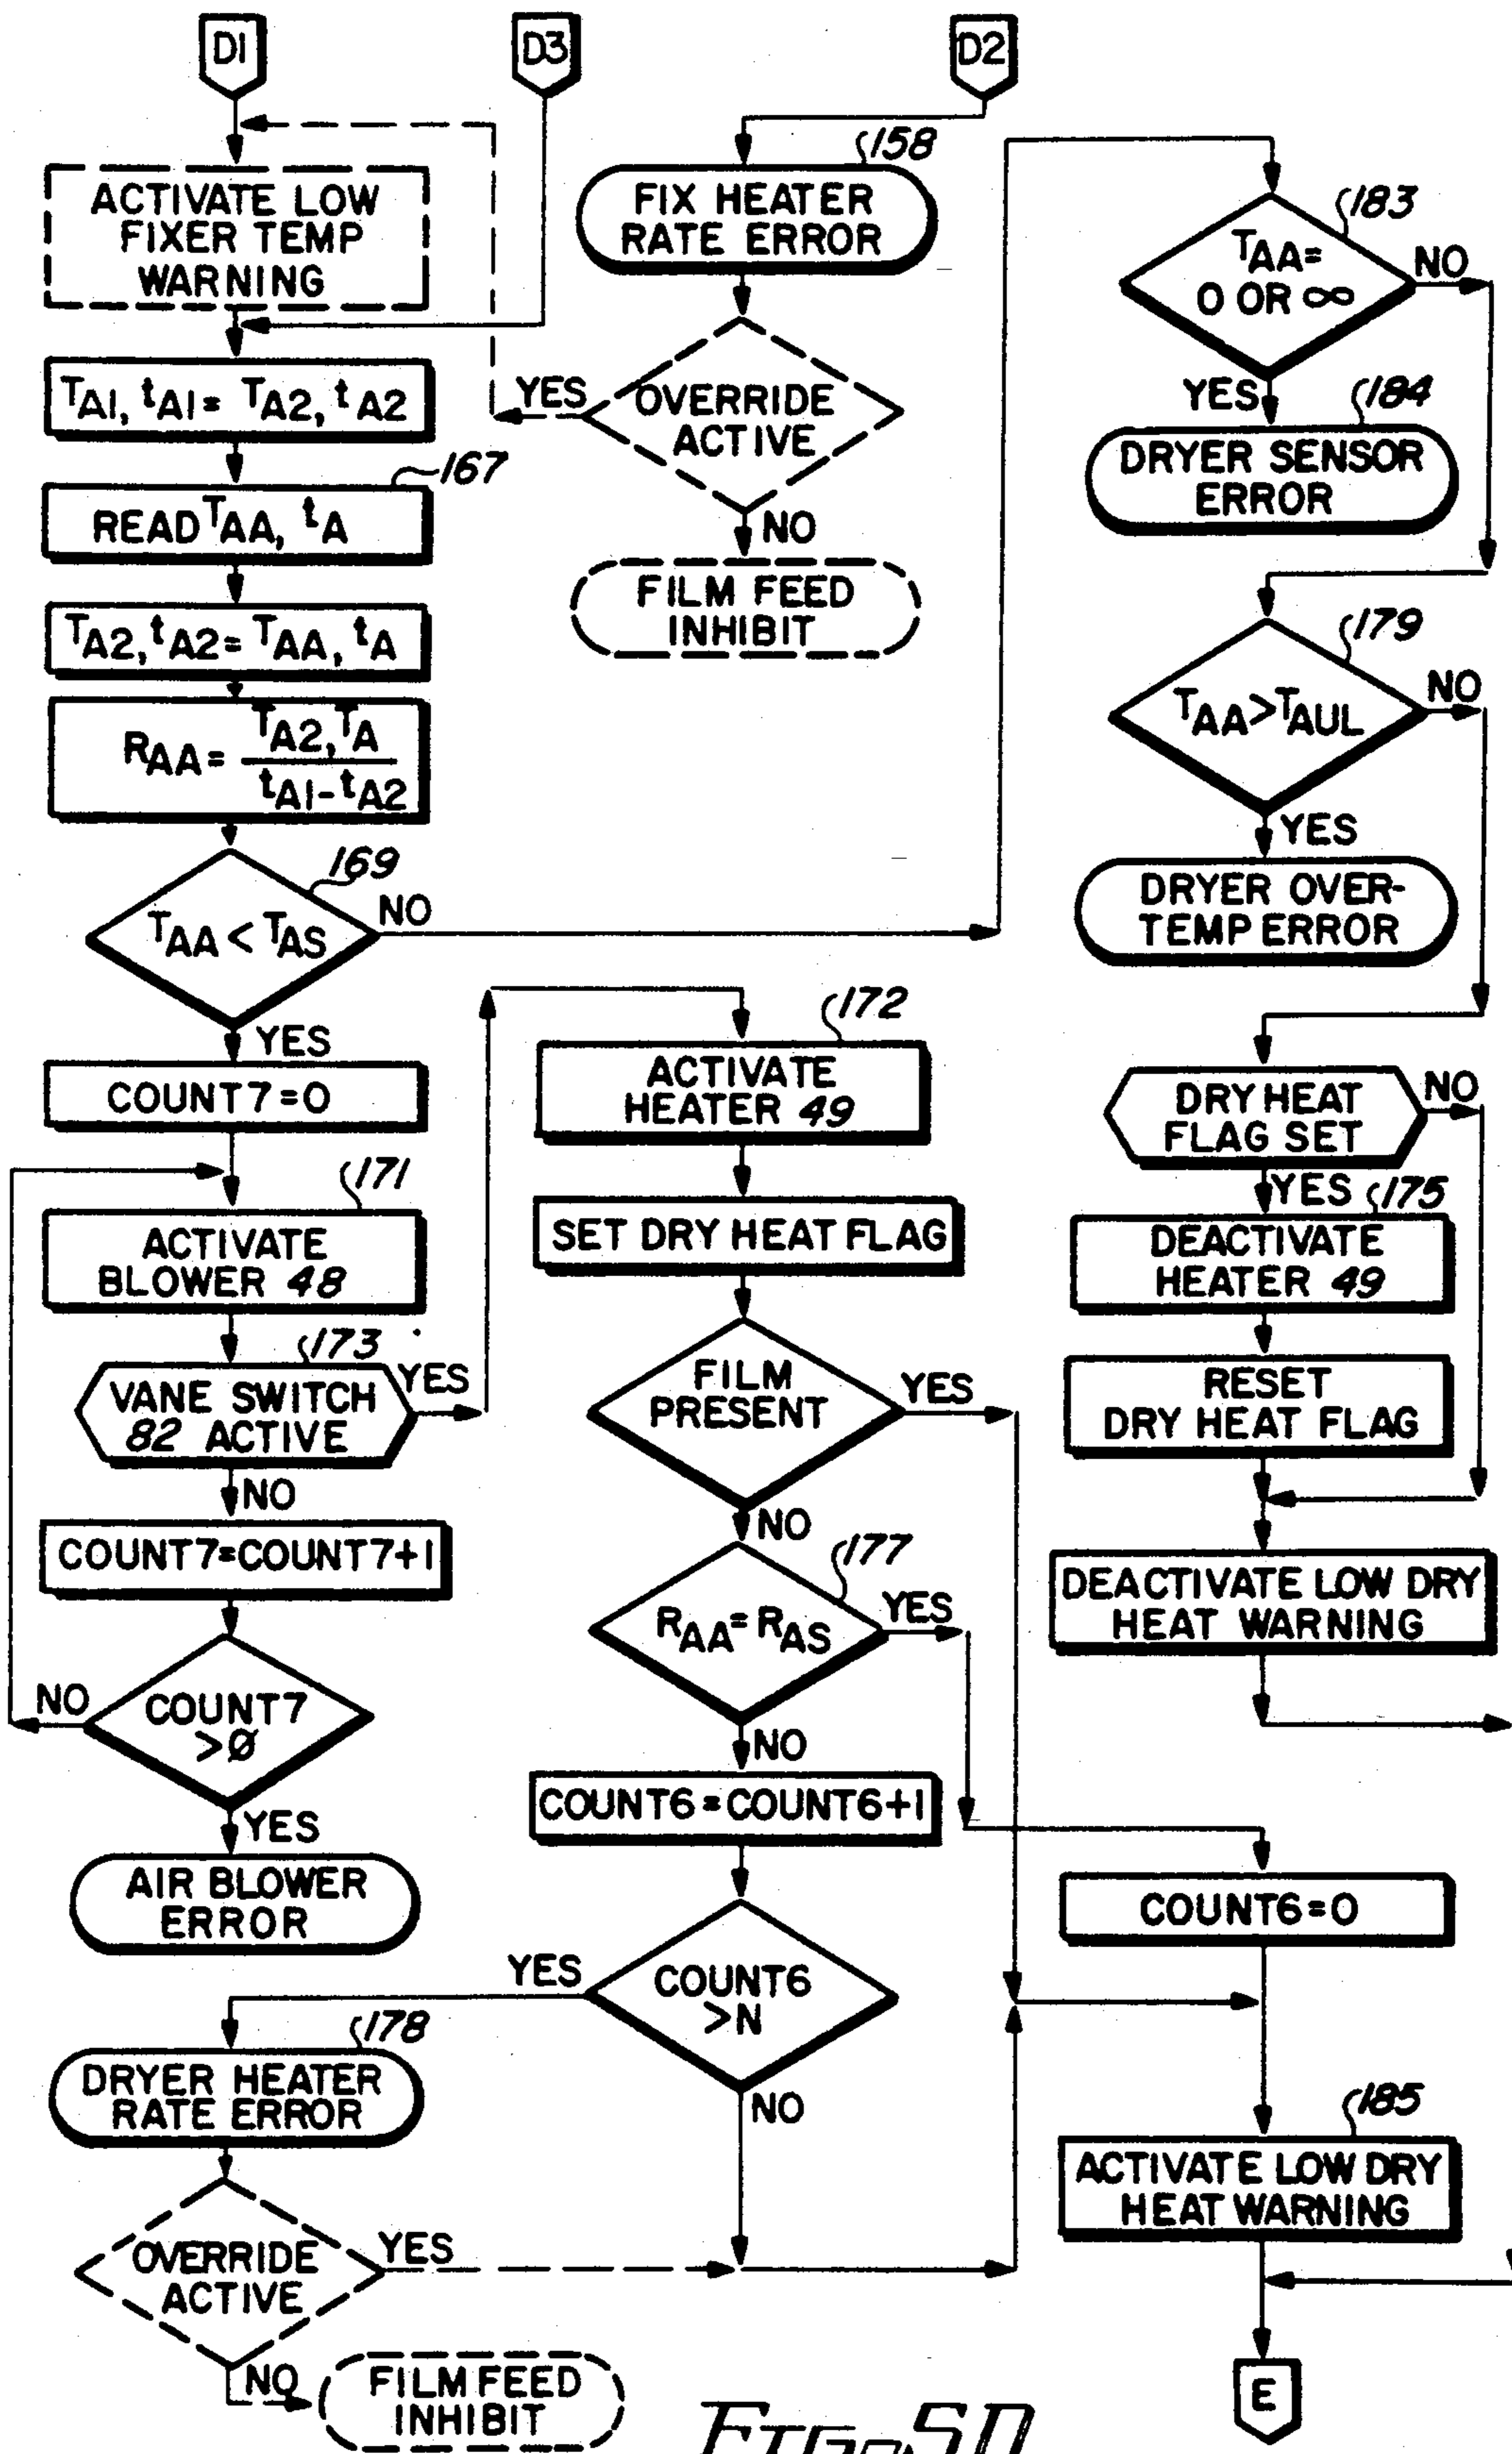 D1
D3
D2
ACTIVATE LOW
FIXER TEMP
WARNING
TA1, tA1= TA2, tA2
167
READ TAA, tA
TA2, tA2= TAA, tA
RAA= TA2, TA
tA1-tA2
169
TAA < TAS
NO
YES
COUNT7=0
171
ACTIVATE
BLOWER 48
173
VANE SWITCH
82 ACTIVE
YES
NO
COUNT7=COUNT7+1
COUNT7
>Ø
NO
YES
AIR BLOWER
ERROR
158
FIX HEATER
RATE ERROR
OVERRIDE
ACTIVE
YES
NO
FILM FEED
INHIBIT
172
ACTIVATE
HEATER 49
SET DRY HEAT FLAG
FILM
PRESENT
YES
NO
177
RAA=RAS
YES
NO
COUNT6=COUNT6+1
COUNT6
>N
YES
NO
178
DRYER HEATER
RATE ERROR
OVERRIDE
ACTIVE
YES
NO
FILM FEED
INHIBIT
183
TAA=
0 OR ∞
NO
YES
184
DRYER SENSOR
ERROR
179
TAA>TAUL
NO
YES
DRYER OVER-
TEMP ERROR
DRY HEAT
FLAG SET
NO
YES
175
DEACTIVATE
HEATER 49
RESET
DRY HEAT FLAG
DEACTIVATE LOW DRY
HEAT WARNING
COUNT6=0
185
ACTIVATE LOW DRY
HEAT WARNING
E
FIG. 5D